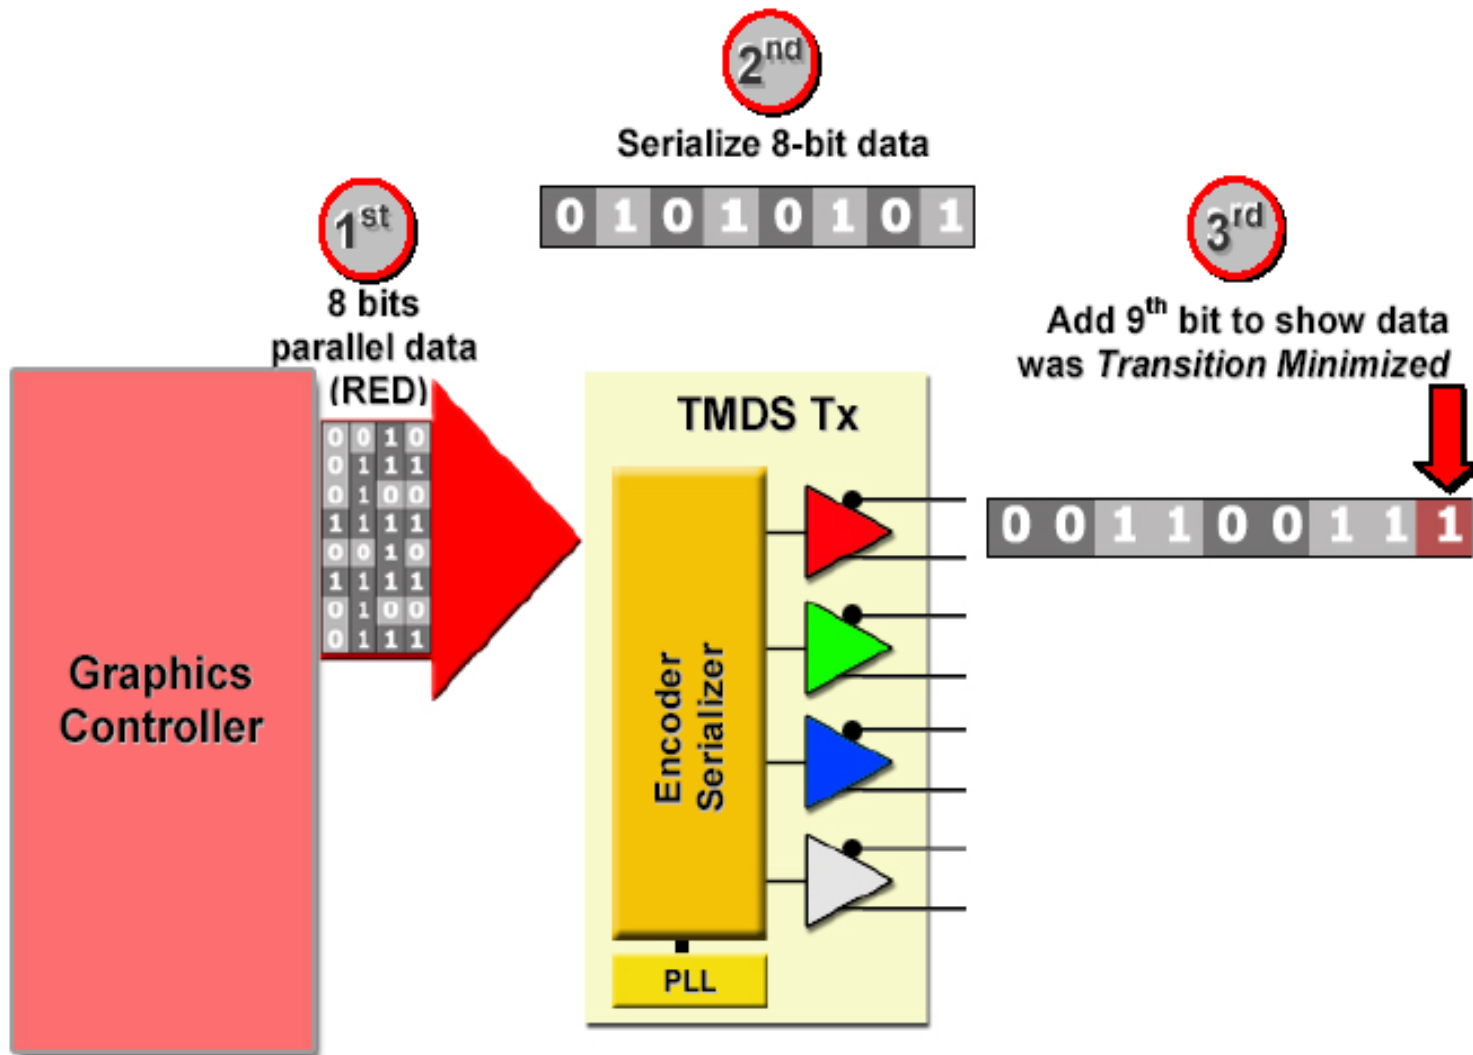 2nd
Serialize 8-bit data
0 1 0 1 0 1 0 1
1st
8 bits
parallel data
(RED)
3rd
Add 9th bit to show data
was Transition Minimized
0 0 1 0
0 1 1 1
0 1 0 0
1 1 1 1
0 0 1 0
1 1 1 1
0 1 0 0
0 1 1 1
Graphics
Controller
TMDS Tx
Encoder
Serializer
PLL
0 0 1 1 0 0 1 1 1